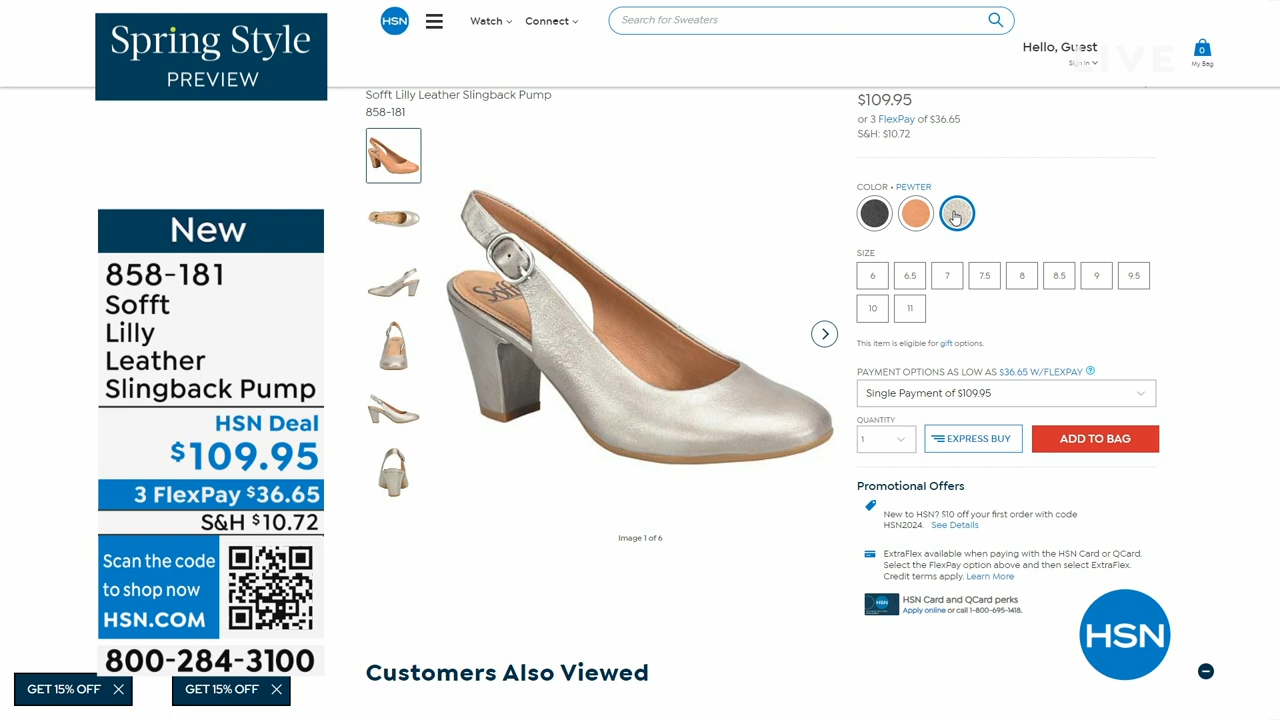 Spring Style
PREVIEW
HSN
Watch
Connect
Search for Sweaters
Hello, Guest
Sign In
LIVE
0
My Bag
Sofft Lilly Leather Slingback Pump
858-181
$109.95
or 3 FlexPay of $36.65
S&H: $10.72
COLOR • PEWTER
SIZE
6 6.5 7 7.5 8 8.5 9 9.5
10 11
This item is eligible for gift options.
PAYMENT OPTIONS AS LOW AS $36.65 W/FLEXPAY ?
Single Payment of $109.95
QUANTITY
1
EXPRESS BUY
ADD TO BAG
Promotional Offers
New to HSN? $10 off your first order with code
HSN2024. See Details
ExtraFlex available when paying with the HSN Card or QCard.
Select the FlexPay option above and then select ExtraFlex.
Credit terms apply. Learn More
HSN
HSN Card and QCard perks
Apply online or call 1-800-695-1418.
Sofft
Image 1 of 6
New
858-181
Sofft
Lilly
Leather
Slingback Pump
HSN Deal
$109.95
3 FlexPay $36.65
S&H $10.72
Scan the code
to shop now
HSN.COM
800-284-3100
GET 15% OFF
GET 15% OFF
Customers Also Viewed
HSN